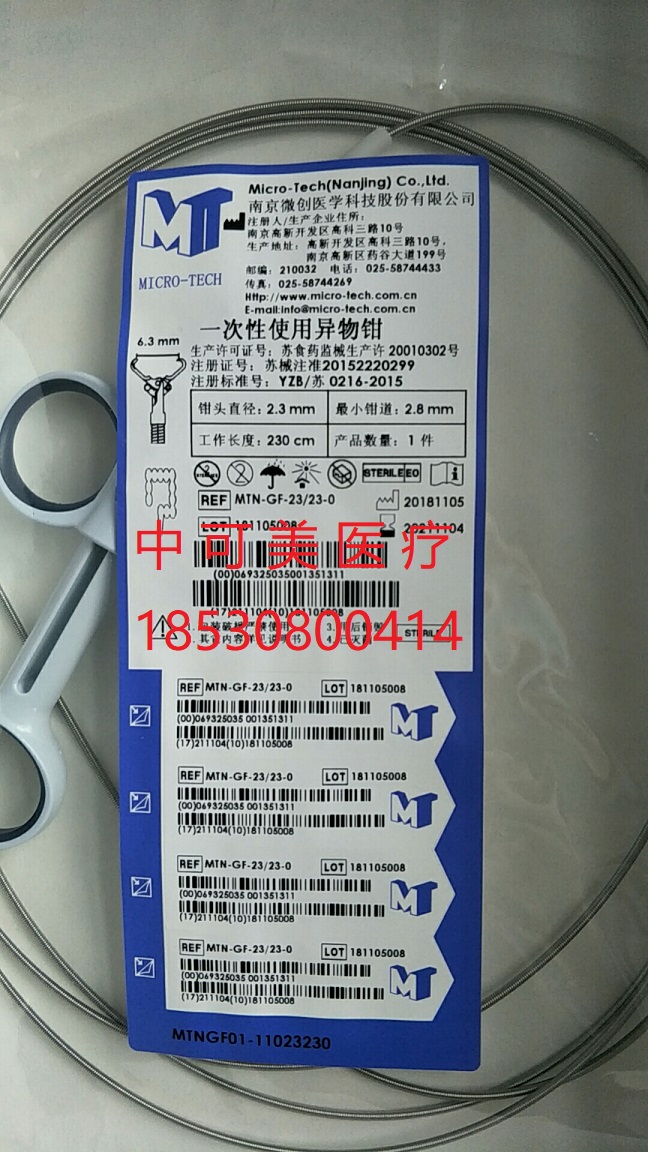 Micro-Tech(Nanjing) Co.,Ltd.
南京微创医学科技股份有限公司
注册人/生产企业住所：
南京高新开发区高科三路10号
生产地址：高新开发区高科三路10号，
南京高新区药谷大道199号
邮编：210032 电话：025-58744433
传真：025-58744269
Http://www.micro-tech.com.cn
E-mail:info@micro-tech.com.cn
MT
MICRO-TECH
一次性使用异物钳
6.3 mm
生产许可证号：苏食药监械生产许 20010302号
注册证号：苏械注准20152220299
注册标准号：YZB/苏 0216-2015
钳头直径：2.3 mm 最小钳道：2.8 mm
工作长度：230 cm 产品数量：1 件
STERILE EO
REF MTN-GF-23/23-0 20181105
LOT 181105008 20211104
中可美医疗
(00)069325035001351311
(17)211104(10)181105008
18530800414
REF MTN-GF-23/23-0 LOT 181105008
(00)069325035 001351311
(17)211104(10)181105008
MT
REF MTN-GF-23/23-0 LOT 181105008
(00)069325035 001351311
(17)211104(10)181105008
MT
REF MTN-GF-23/23-0 LOT 181105008
(00)069325035 001351311
(17)211104(10)181105008
MT
REF MTN-GF-23/23-0 LOT 181105008
(00)069325035 001351311
(17)211104(10)181105008
MT
MTNGF01-11023230